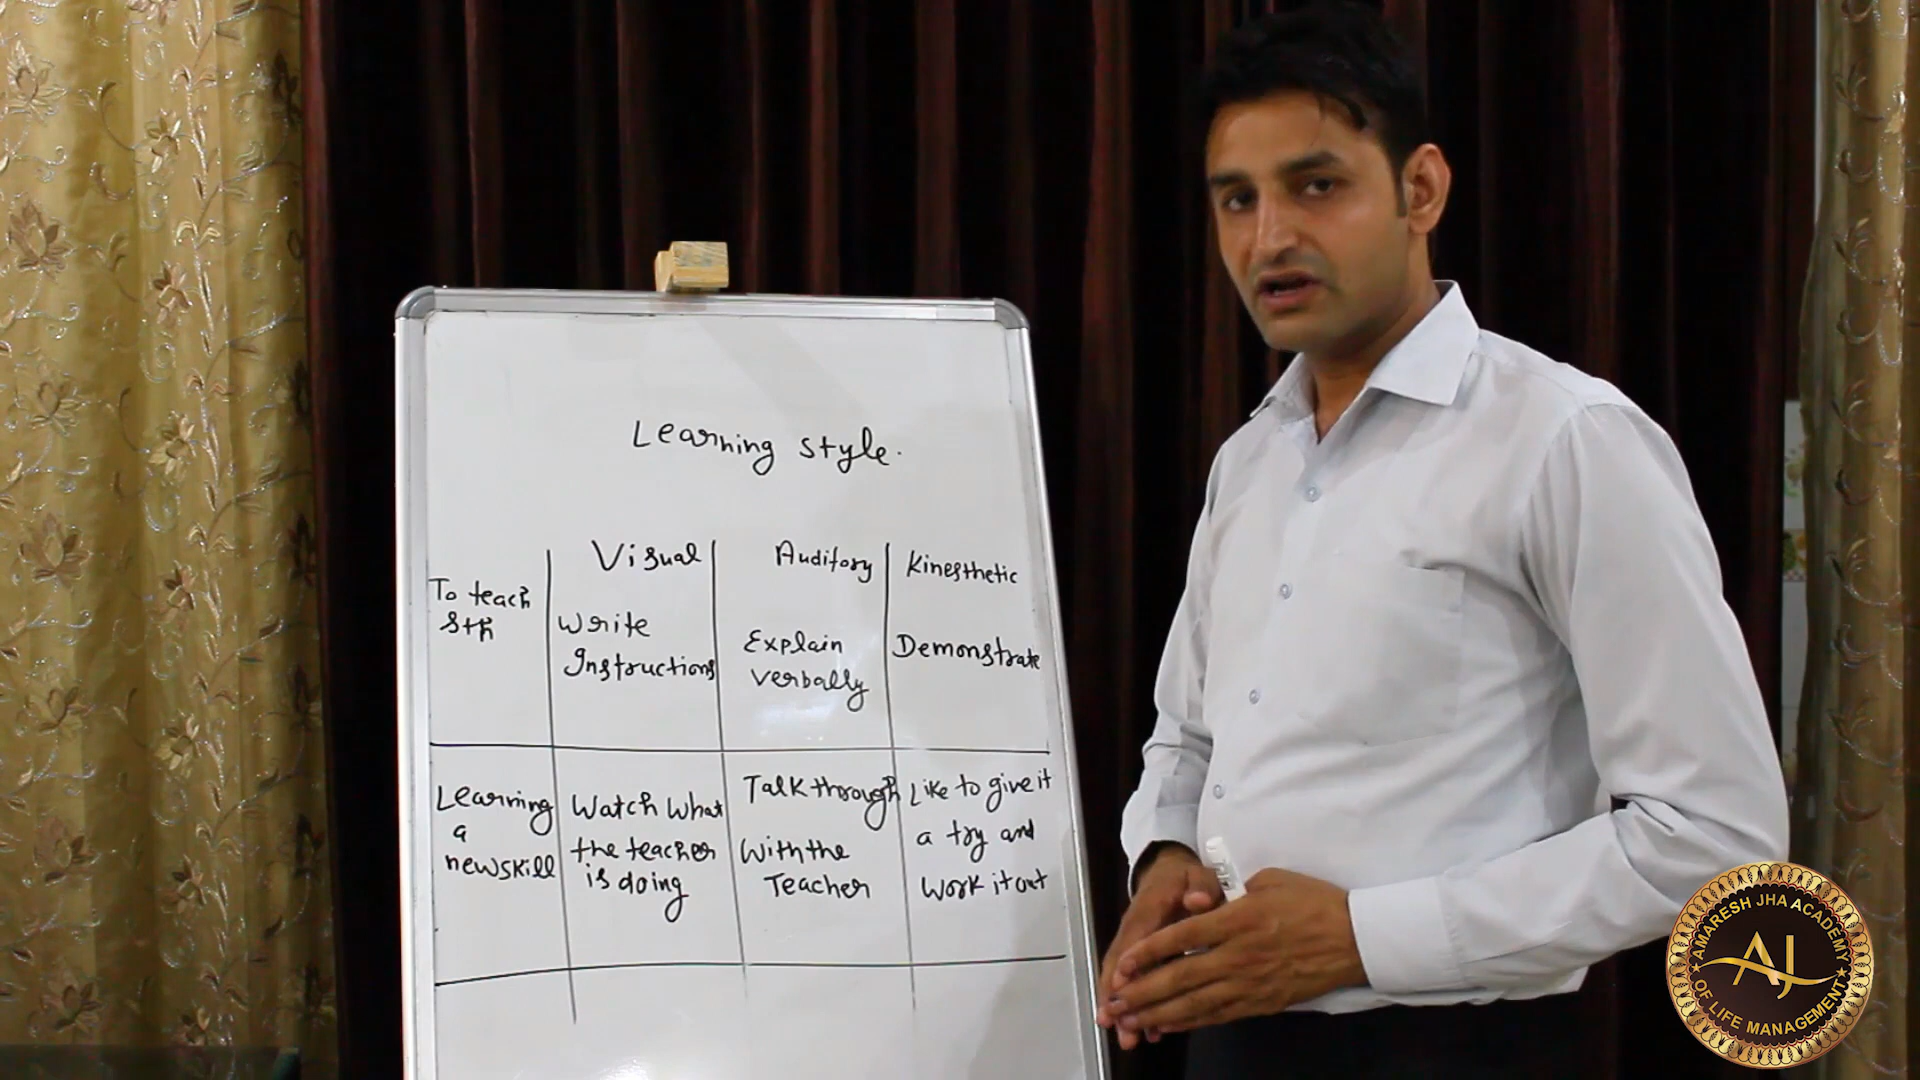 Learning style.
Visual
Auditory
Kinesthetic
To teach
sth
Write
Instructions
Explain
verbally
Demonstrate
Learning
a
new skill
Watch what
the teacher
is doing
Talk through
With the
Teacher
Like to give it
a try and
Work it out
AMARESH JHA ACADEMY
AJ
OF LIFE MANAGEMENT